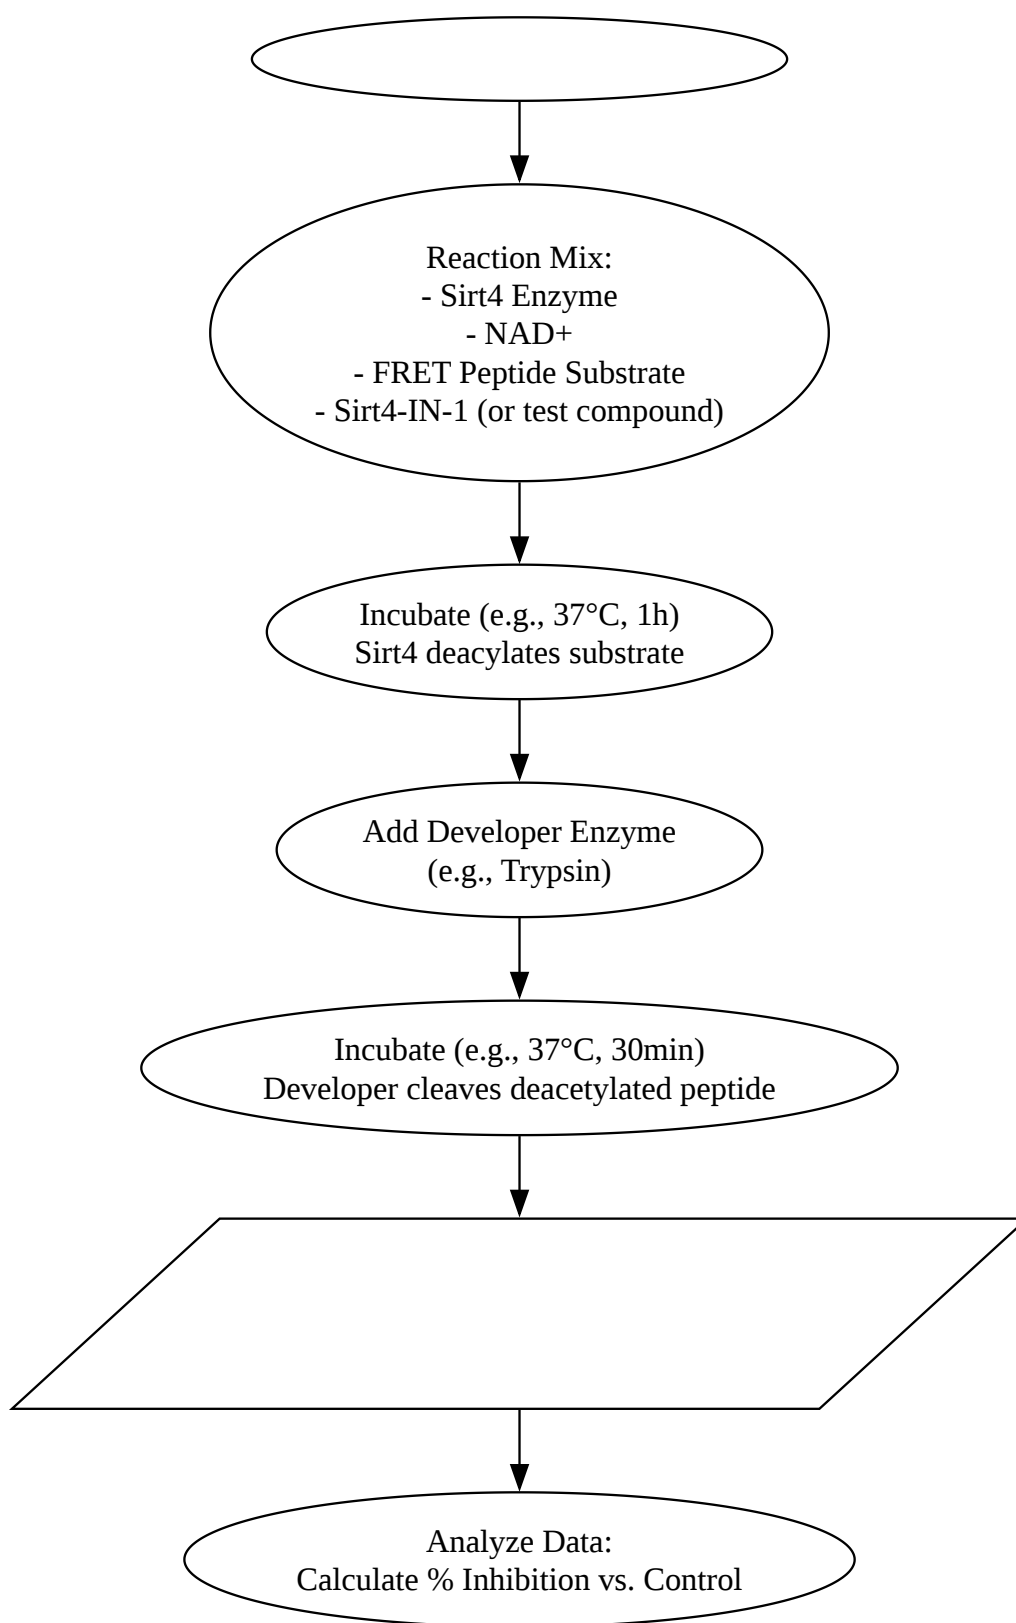 Reaction Mix:
- Sirt4 Enzyme
- NAD+
- FRET Peptide Substrate
- Sirt4-IN-1 (or test compound)
Incubate (e.g., 37°C, 1h)
Sirt4 deacylates substrate
Add Developer Enzyme
(e.g., Trypsin)
Incubate (e.g., 37°C, 30min)
Developer cleaves deacetylated peptide
Analyze Data:
Calculate % Inhibition vs. Control